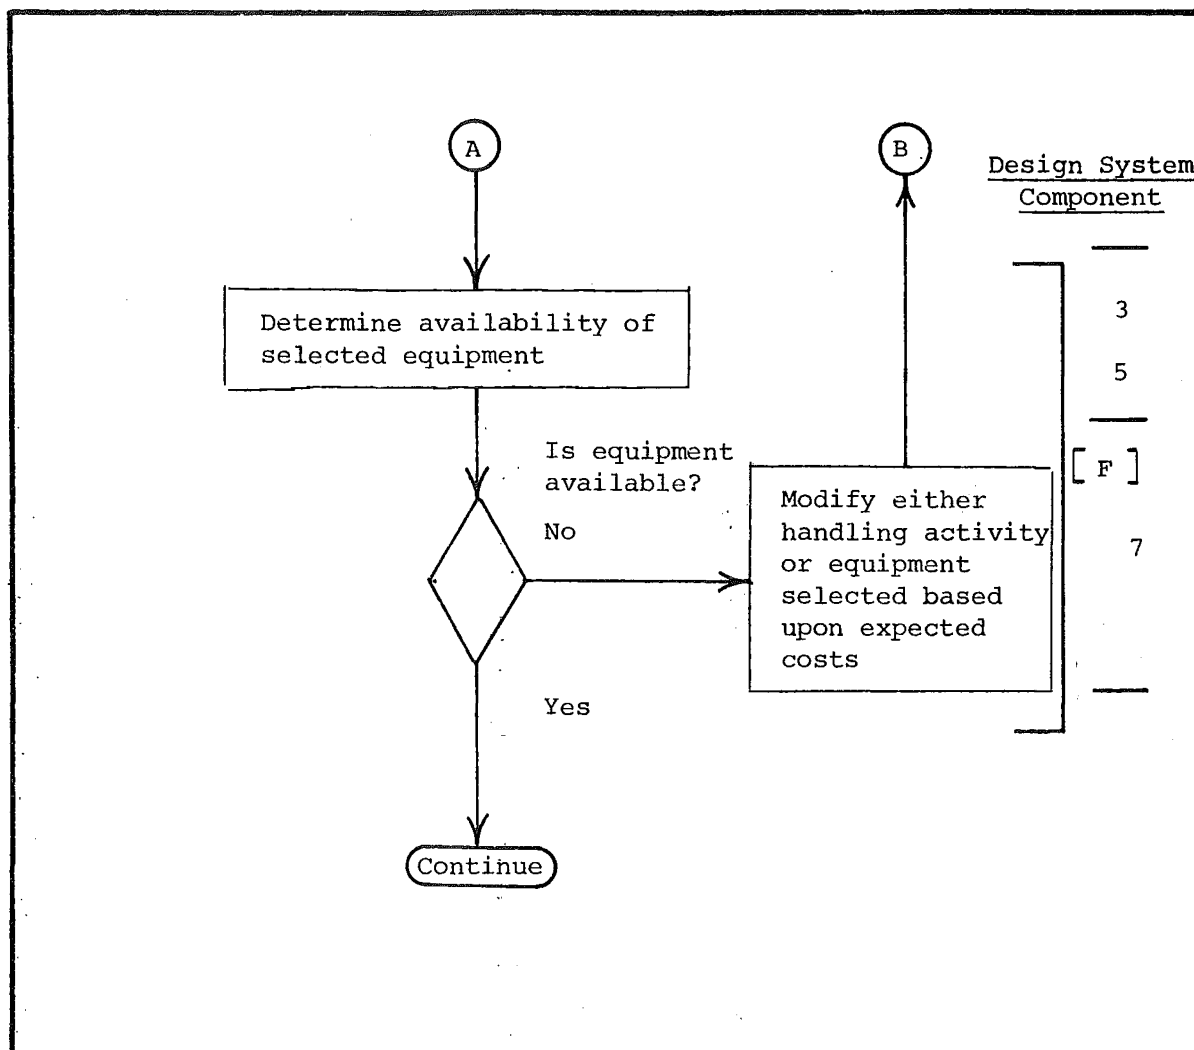 A
B
Design System
Component
Determine availability of
selected equipment
3
5
Is equipment
available?
No
[ F ]
Modify either
handling activity
or equipment
selected based
upon expected
costs
7
Yes
Continue